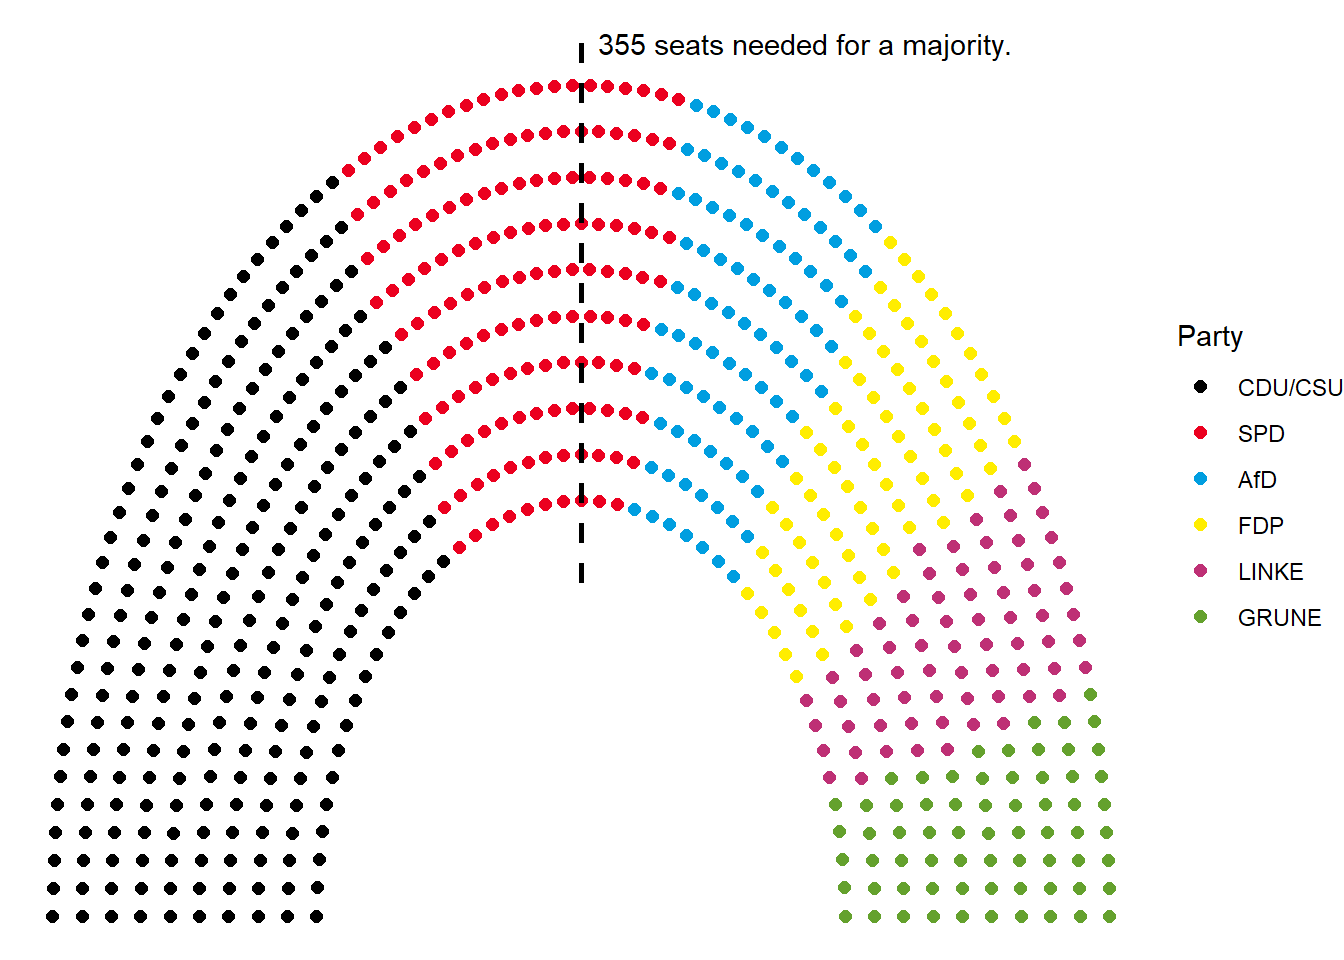 355 seats needed for a majority.
Party
CDU/CSU
SPD
AfD
FDP
LINKE
GRUNE